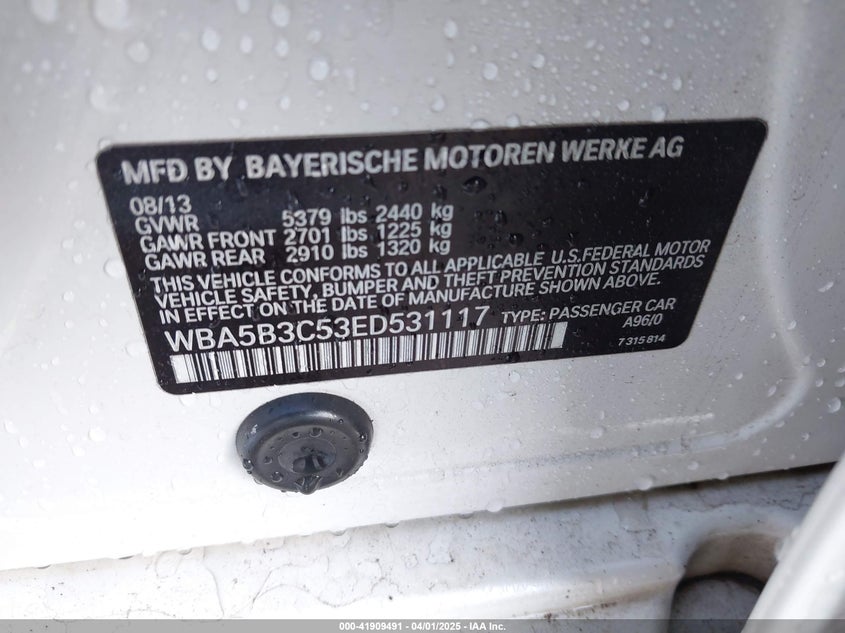 MFD BY BAYERISCHE MOTOREN WERKE AG
08/13
GVWR 5379 lbs 2440 kg
GAWR FRONT 2701 lbs 1225 kg
GAWR REAR 2910 lbs 1320 kg
THIS VEHICLE CONFORMS TO ALL APPLICABLE U.S.FEDERAL MOTOR
VEHICLE SAFETY, BUMPER AND THEFT PREVENTION STANDARDS
IN EFFECT ON THE DATE OF MANUFACTURE SHOWN ABOVE.
WBA5B3C53ED531117 TYPE: PASSENGER CAR
A96/0
7 315 814
000-41909491 | 04/01/2025 - IAA Inc.